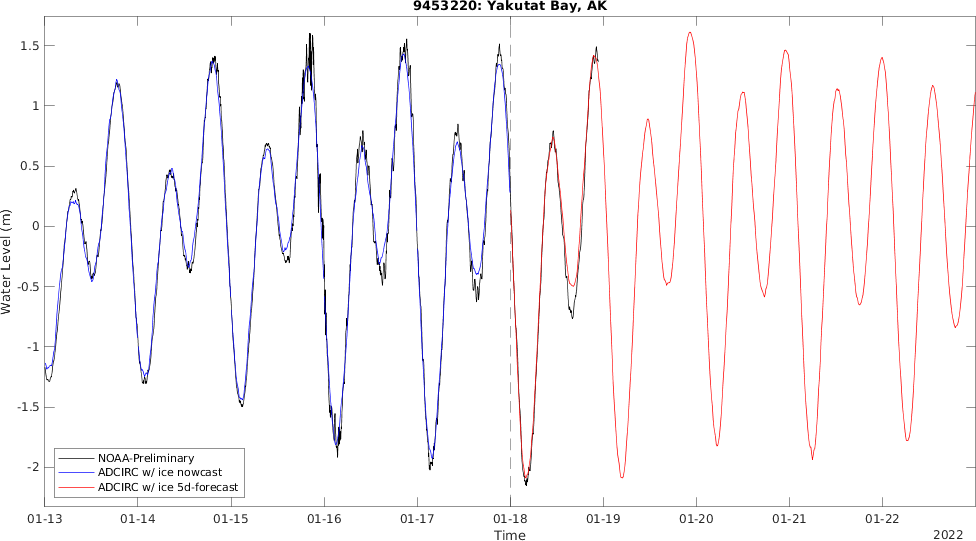 9453220: Yakutat Bay, AK
Water Level (m)
1.5
1
0.5
0
-0.5
-1
-1.5
-2
NOAA-Preliminary
ADCIRC w/ ice nowcast
ADCIRC w/ ice 5d-forecast
01-13 01-14 01-15 01-16 01-17 01-18 01-19 01-20 01-21 01-22
Time
2022